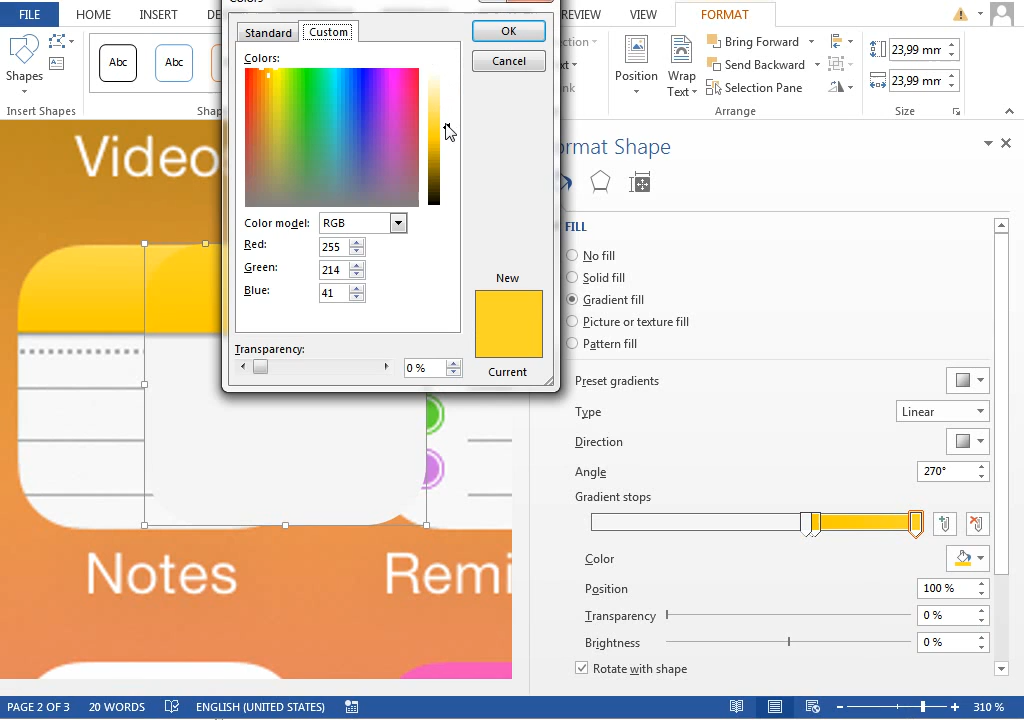 FILE HOME INSERT REVIEW VIEW FORMAT
Shapes
Abc Abc
Position
Wrap Text
Bring Forward
Send Backward
Selection Pane
23,99 mm
23,99 mm
Insert Shapes Arrange Size
Standard Custom
OK
Cancel
Colors:
Color model: RGB
Red: 255
Green: 214
Blue: 41
New
Current
Transparency:
0 %
Format Shape
FILL
No fill
Solid fill
Gradient fill
Picture or texture fill
Pattern fill
Preset gradients
Type Linear
Direction
Angle 270°
Gradient stops
Color
Position 100 %
Transparency 0 %
Brightness 0 %
Rotate with shape
Video
Notes
Remi
PAGE 2 OF 3 20 WORDS ENGLISH (UNITED STATES) 310 %